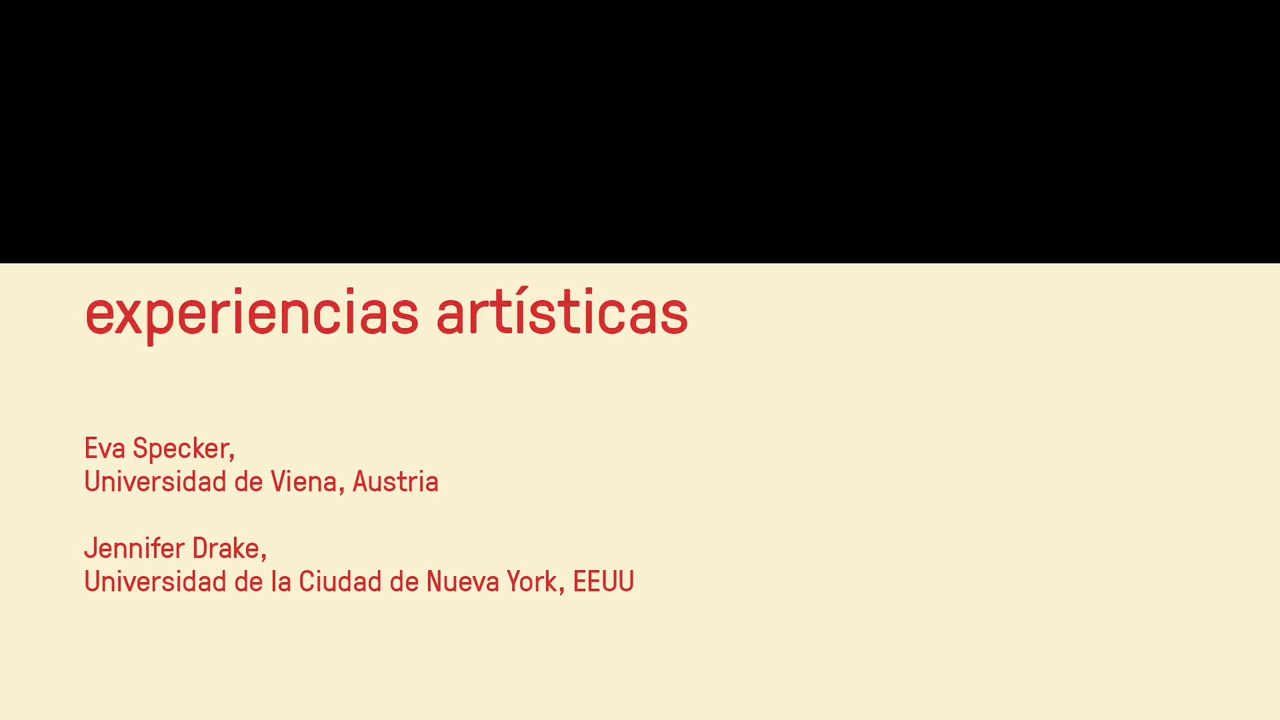 experiencias artísticas
Eva Specker,
Universidad de Viena, Austria
Jennifer Drake,
Universidad de la Ciudad de Nueva York, EEUU